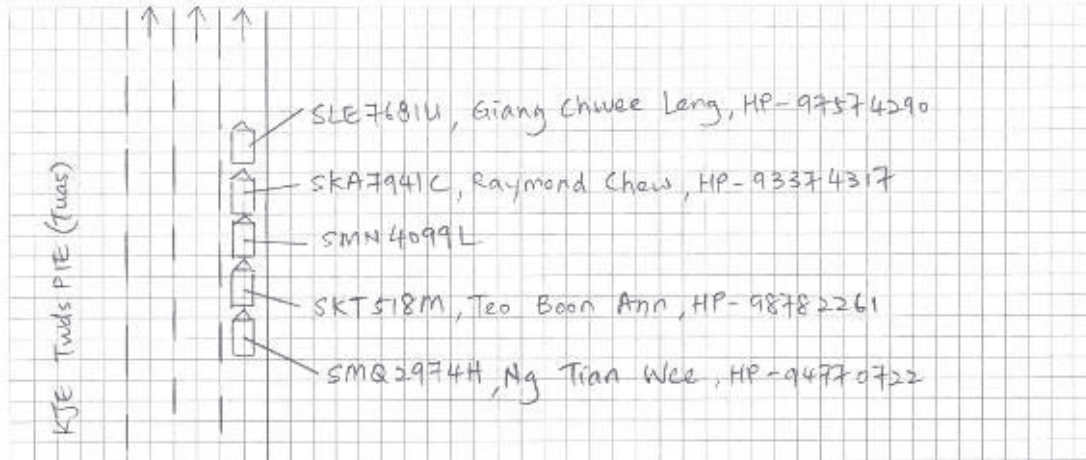 SLE7681U, Giang Chwee Leng, HP-97574290
SKA7941C, Raymond Chew, HP-93374317
SMN4099L
SKT518M, Teo Boon Ann, HP-98782261
SMQ2974H, Ng Tian Wee, HP-94770722
KJE Twds PIE (Tuas)